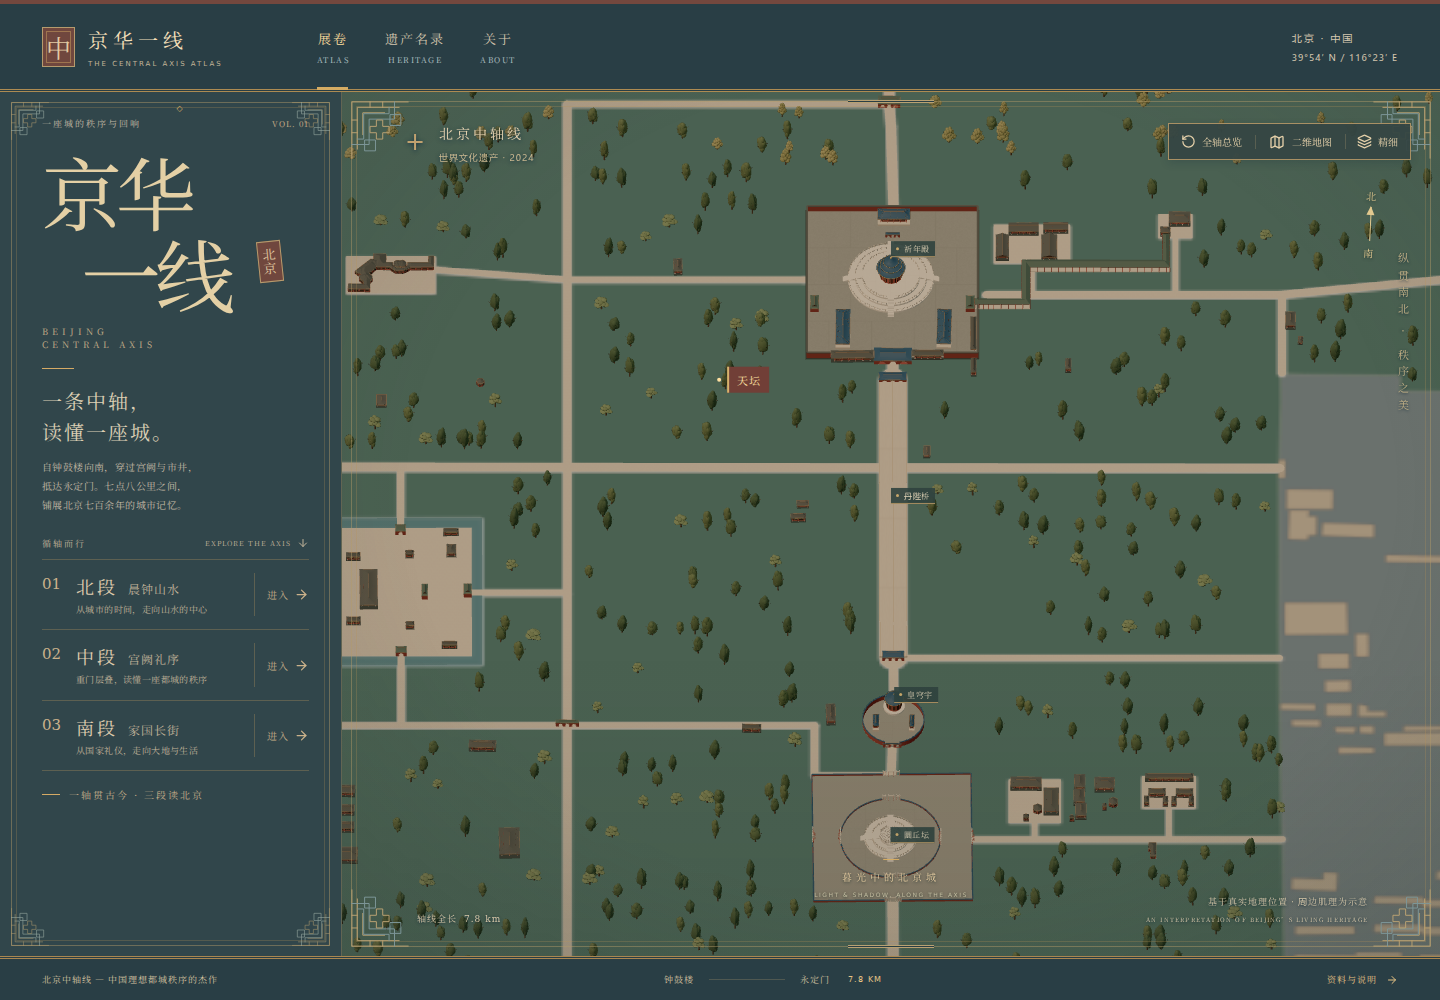 中
京华一线
THE CENTRAL AXIS ATLAS
展卷
ATLAS
遗产名录
HERITAGE
关于
ABOUT
北京 · 中国
39°54′ N / 116°23′ E
一座城的秩序与回响
VOL. 01
京华
一线
北京
BEIJING
CENTRAL AXIS
一条中轴，
读懂一座城。
自钟鼓楼向南，穿过宫阙与市井，
抵达永定门。七点八公里之间，
铺展北京七百余年的城市记忆。
循轴而行
EXPLORE THE AXIS
01
北段 晨钟山水
从城市的时间，走向山水的中心
进入
02
中段 宫阙礼序
重门层叠，读懂一座都城的秩序
进入
03
南段 家国长街
从国家礼仪，走向大地与生活
进入
一轴贯古今 · 三段读北京
北京中轴线
世界文化遗产 · 2024
全轴总览
二维地图
精细
北
南
纵贯南北 · 秩序之美
祈年殿
天坛
丹陛桥
皇穹宇
圜丘坛
暮光中的北京城
LIGHT & SHADOW, ALONG THE AXIS
轴线全长 7.8 km
基于真实地理位置 · 周边肌理为示意
AN INTERPRETATION OF BEIJING'S LIVING HERITAGE
北京中轴线 — 中国理想都城秩序的杰作
钟鼓楼
永定门
7.8 KM
资料与说明